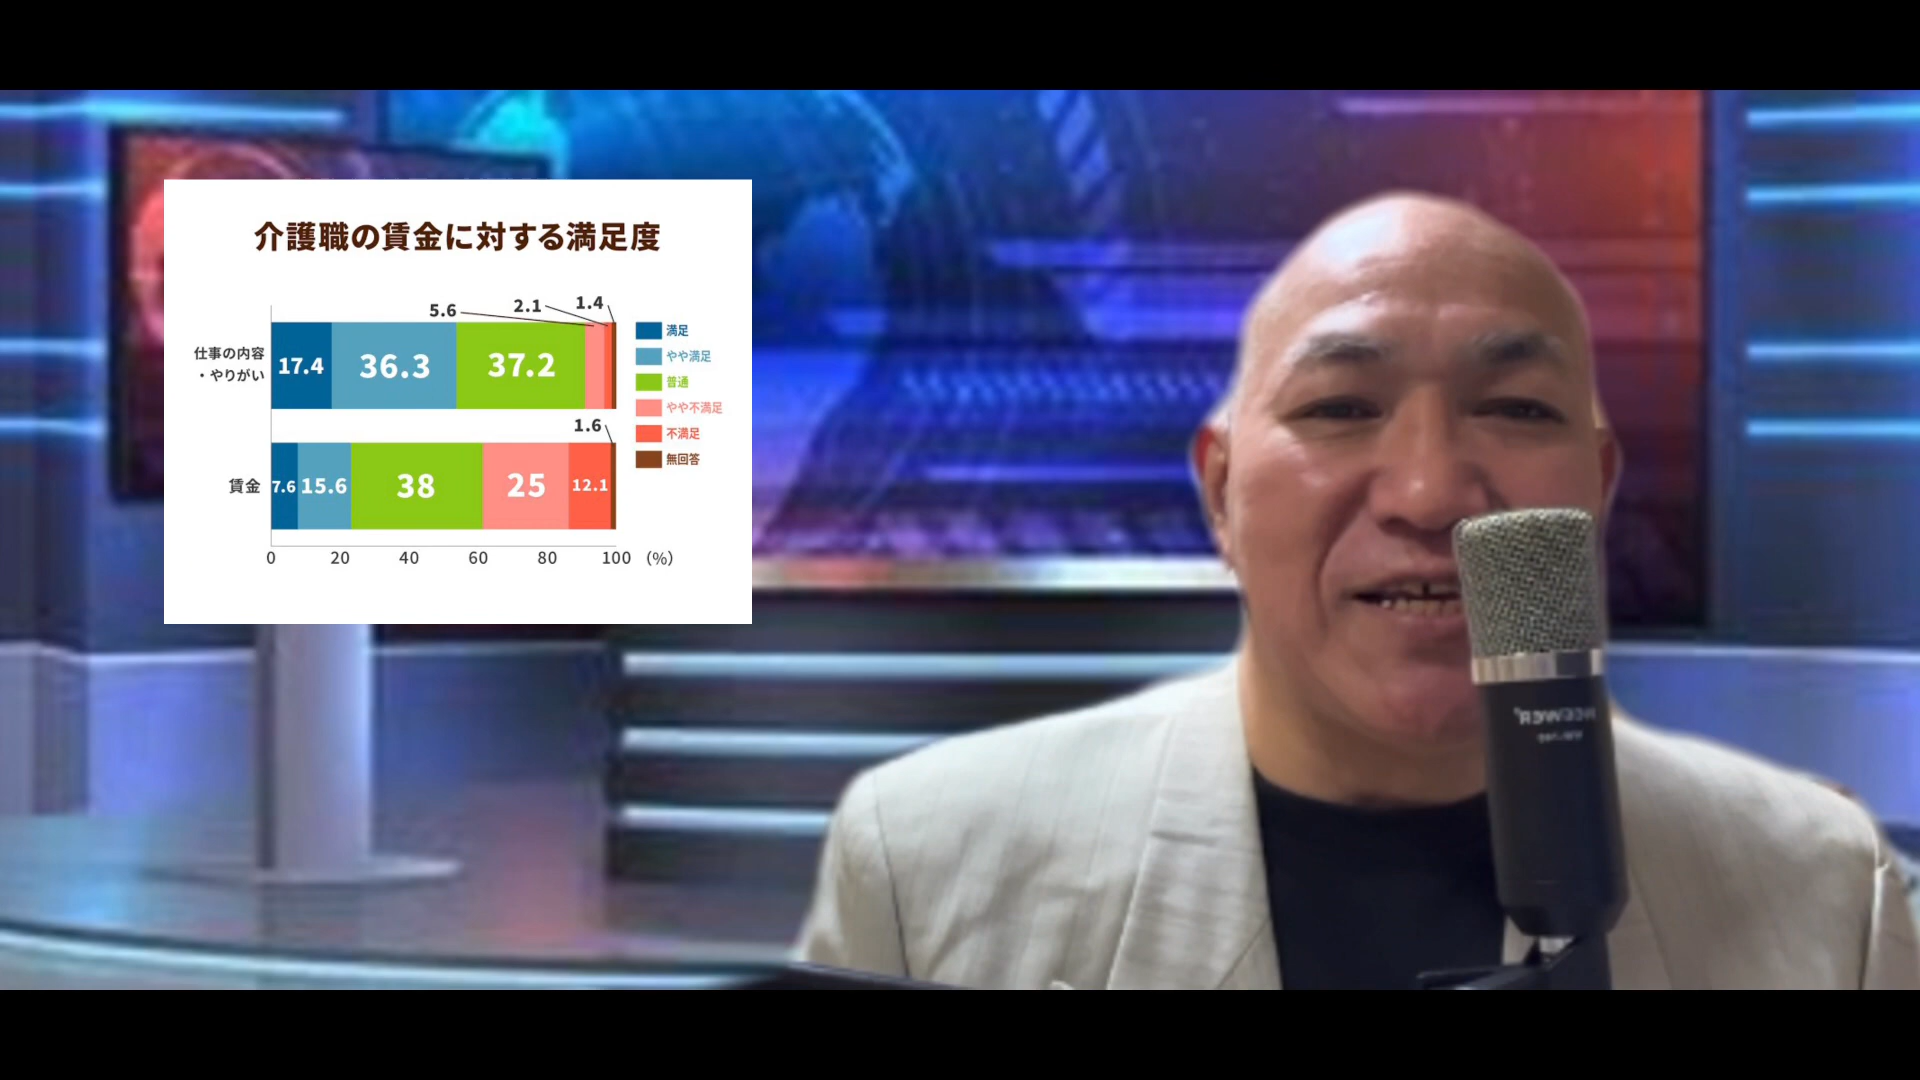 介護職の賃金に対する満足度
5.6
2.1
1.4
仕事の内容
・やりがい
17.4
36.3
37.2
満足
やや満足
普通
やや不満足
不満足
無回答
1.6
賃金
7.6
15.6
38
25
12.1
0 20 40 60 80 100 (%)
NEEWER